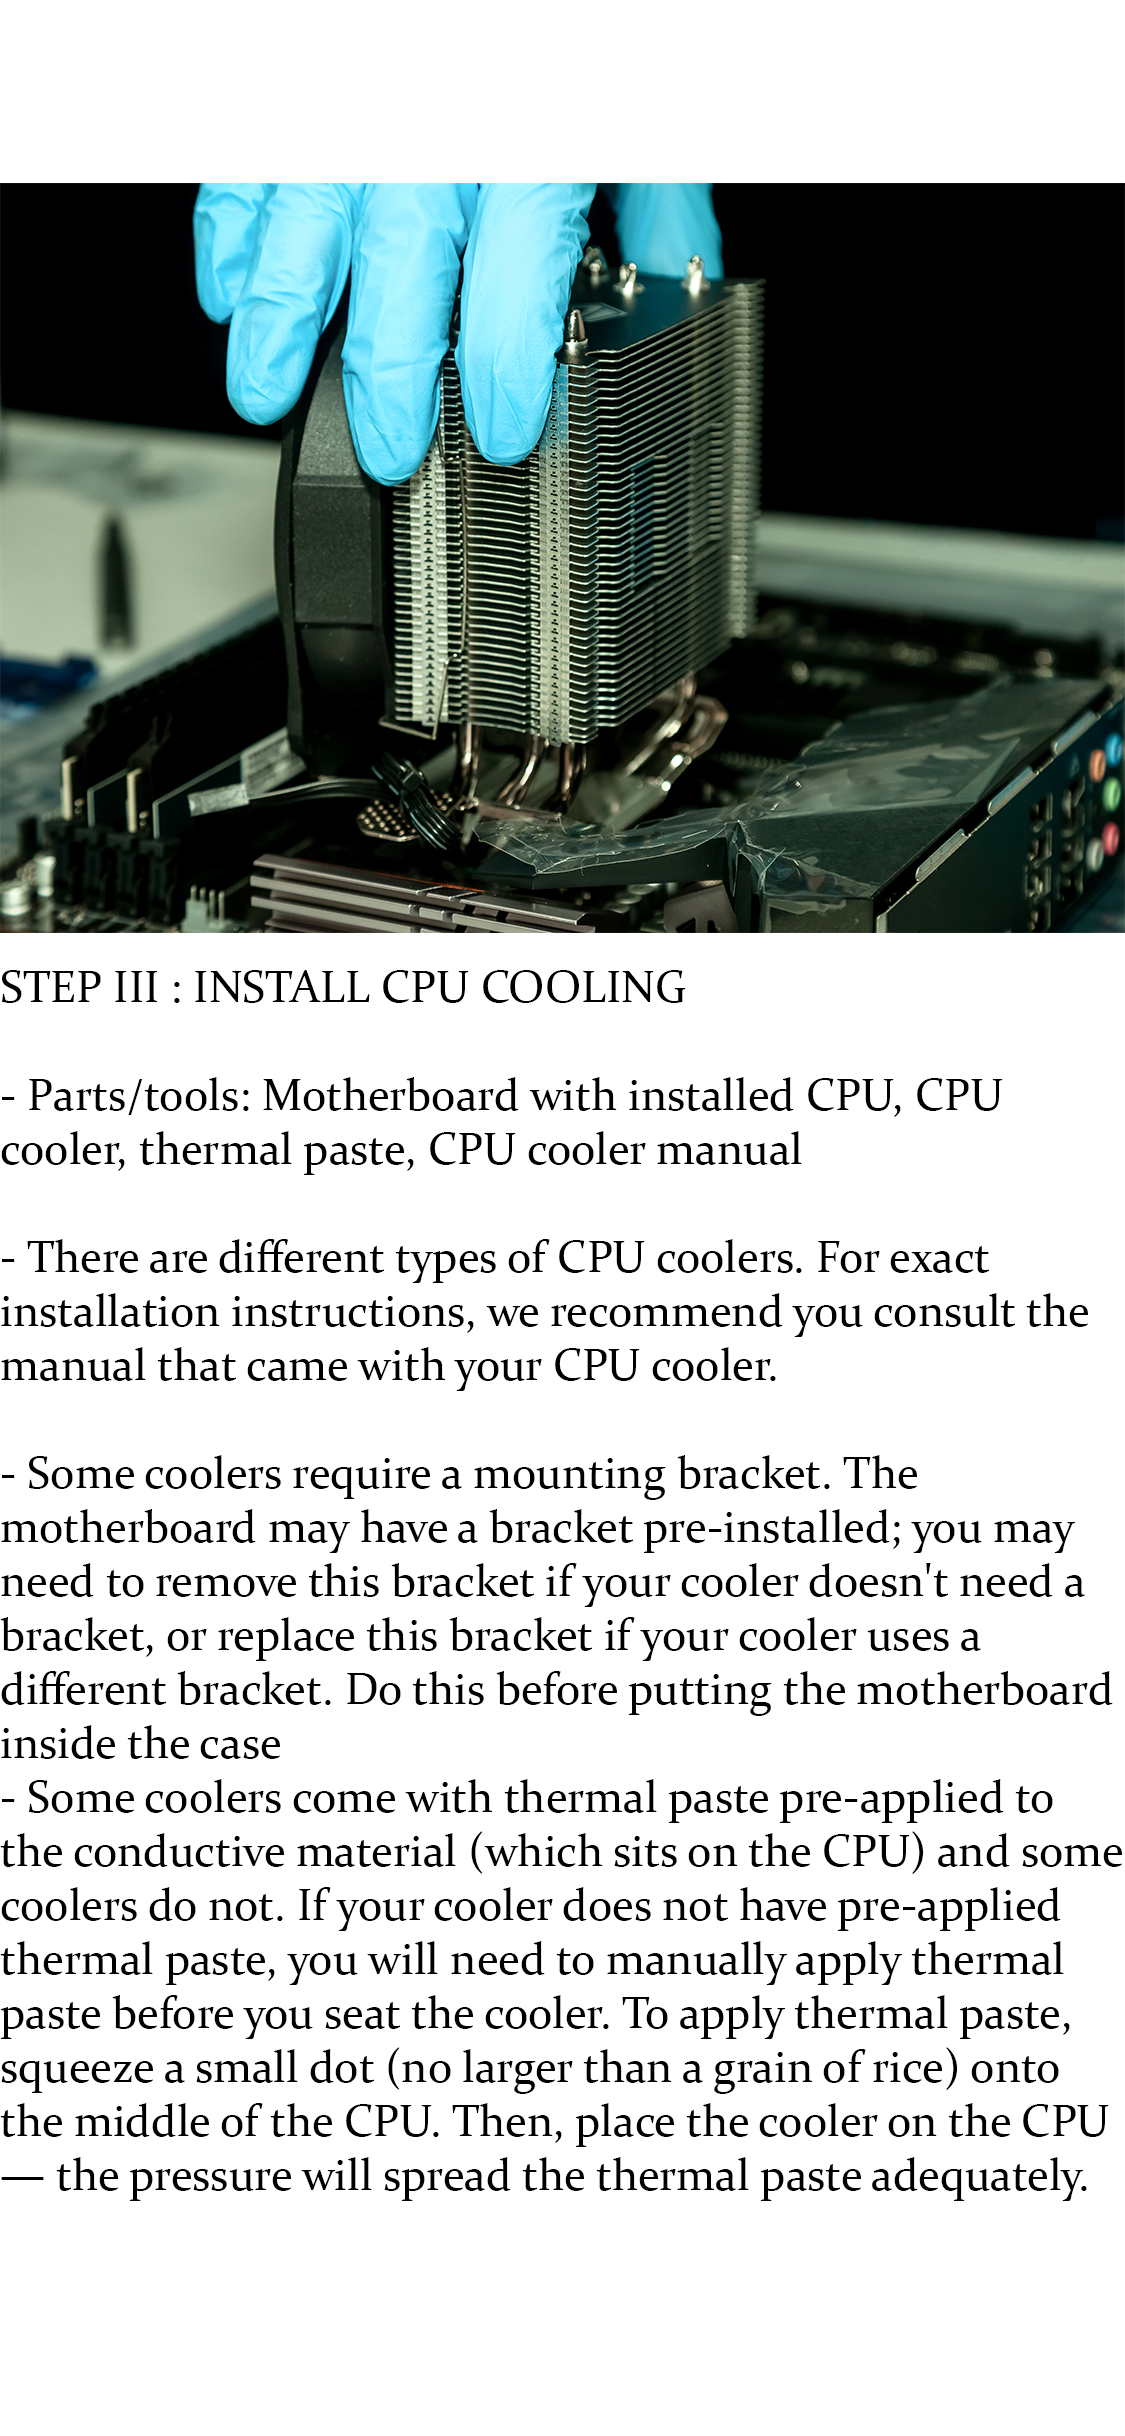 STEP III : INSTALL CPU COOLING
- Parts/tools: Motherboard with installed CPU, CPU
cooler, thermal paste, CPU cooler manual
- There are different types of CPU coolers. For exact
installation instructions, we recommend you consult the
manual that came with your CPU cooler.
- Some coolers require a mounting bracket. The
motherboard may have a bracket pre-installed; you may
need to remove this bracket if your cooler doesn't need a
bracket, or replace this bracket if your cooler uses a
different bracket. Do this before putting the motherboard
inside the case
- Some coolers come with thermal paste pre-applied to
the conductive material (which sits on the CPU) and some
coolers do not. If your cooler does not have pre-applied
thermal paste, you will need to manually apply thermal
paste before you seat the cooler. To apply thermal paste,
squeeze a small dot (no larger than a grain of rice) onto
the middle of the CPU. Then, place the cooler on the CPU
— the pressure will spread the thermal paste adequately.